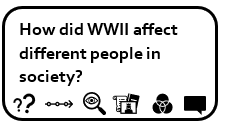 How did WWII affect
different people in
society?
??